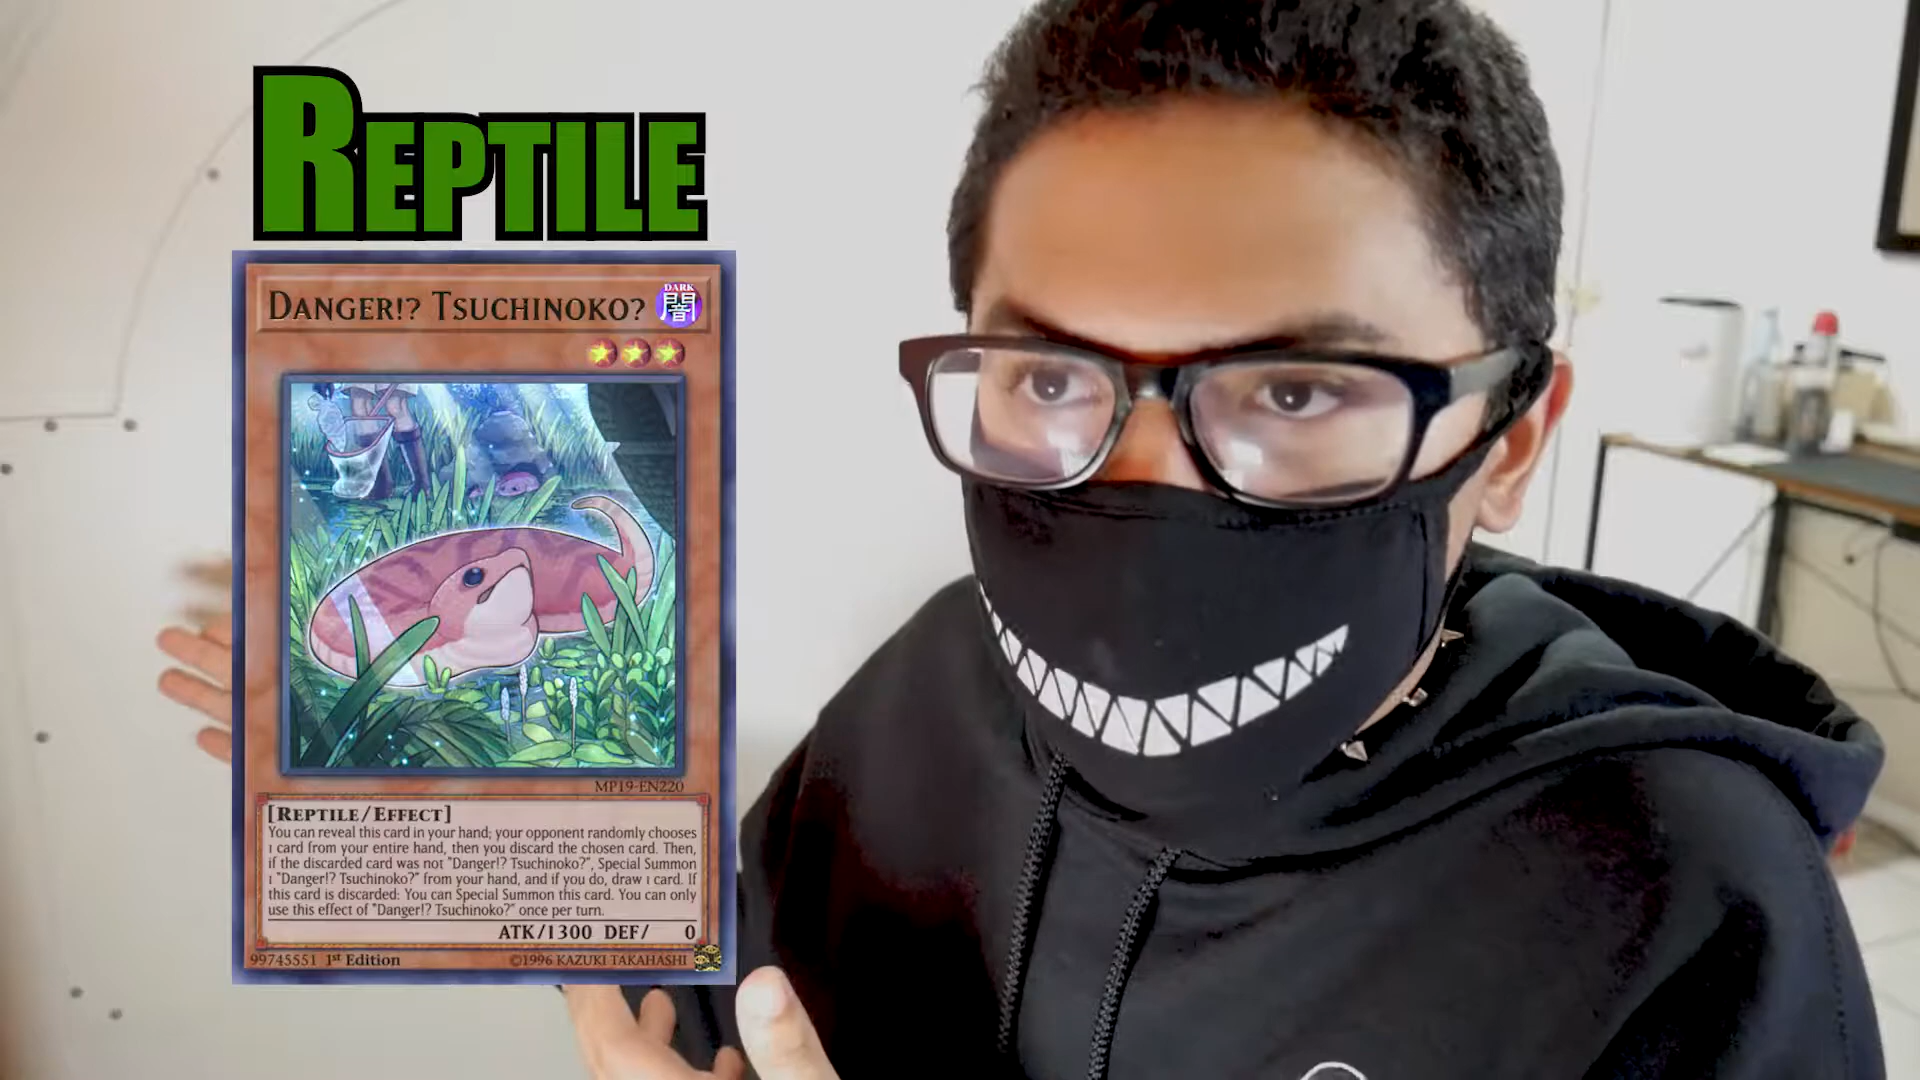 REPTILE
DANGER!? TSUCHINOKO?
DARK
闇
MP19-EN220
[REPTILE/EFFECT]
You can reveal this card in your hand; your opponent randomly chooses
1 card from your entire hand, then you discard the chosen card. Then,
if the discarded card was not "Danger!? Tsuchinoko?", Special Summon
1 "Danger!? Tsuchinoko?" from your hand, and if you do, draw 1 card. If
this card is discarded: You can Special Summon this card. You can only
use this effect of "Danger!? Tsuchinoko?" once per turn.
ATK/1300 DEF/ 0
99745551 1st Edition ©1996 KAZUKI TAKAHASHI